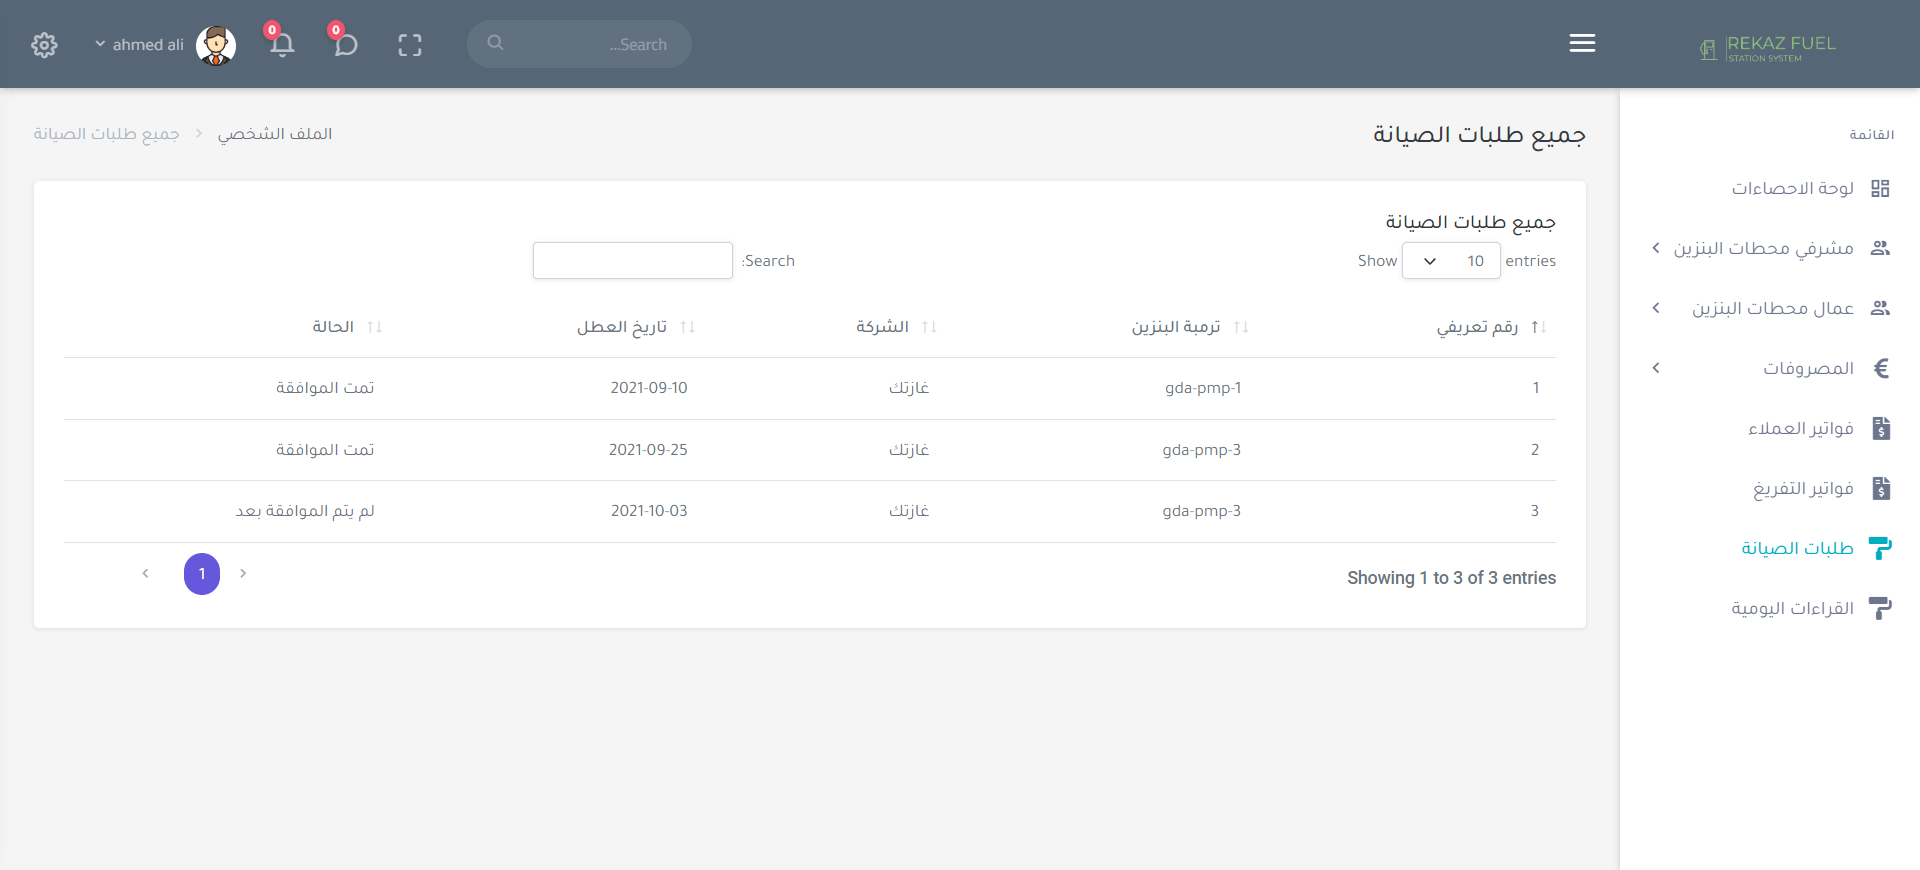 REKAZ FUEL
STATION SYSTEM
Search...
0
0
ahmed ali
القائمة
لوحة الاحصاءات
مشرفي محطات البنزين
عمال محطات البنزين
المصروفات
فواتير العملاء
فواتير التفريغ
طلبات الصيانة
القراءات اليومية
جميع طلبات الصيانة
الملف الشخصي
جميع طلبات الصيانة
جميع طلبات الصيانة
Show 10 entries
Search:
رقم تعريفي ترمبة البنزين الشركة تاريخ العطل الحالة
1 gda-pmp-1 غازتك 2021-09-10 تمت الموافقة
2 gda-pmp-3 غازتك 2021-09-25 تمت الموافقة
3 gda-pmp-3 غازتك 2021-10-03 لم يتم الموافقة بعد
Showing 1 to 3 of 3 entries
1